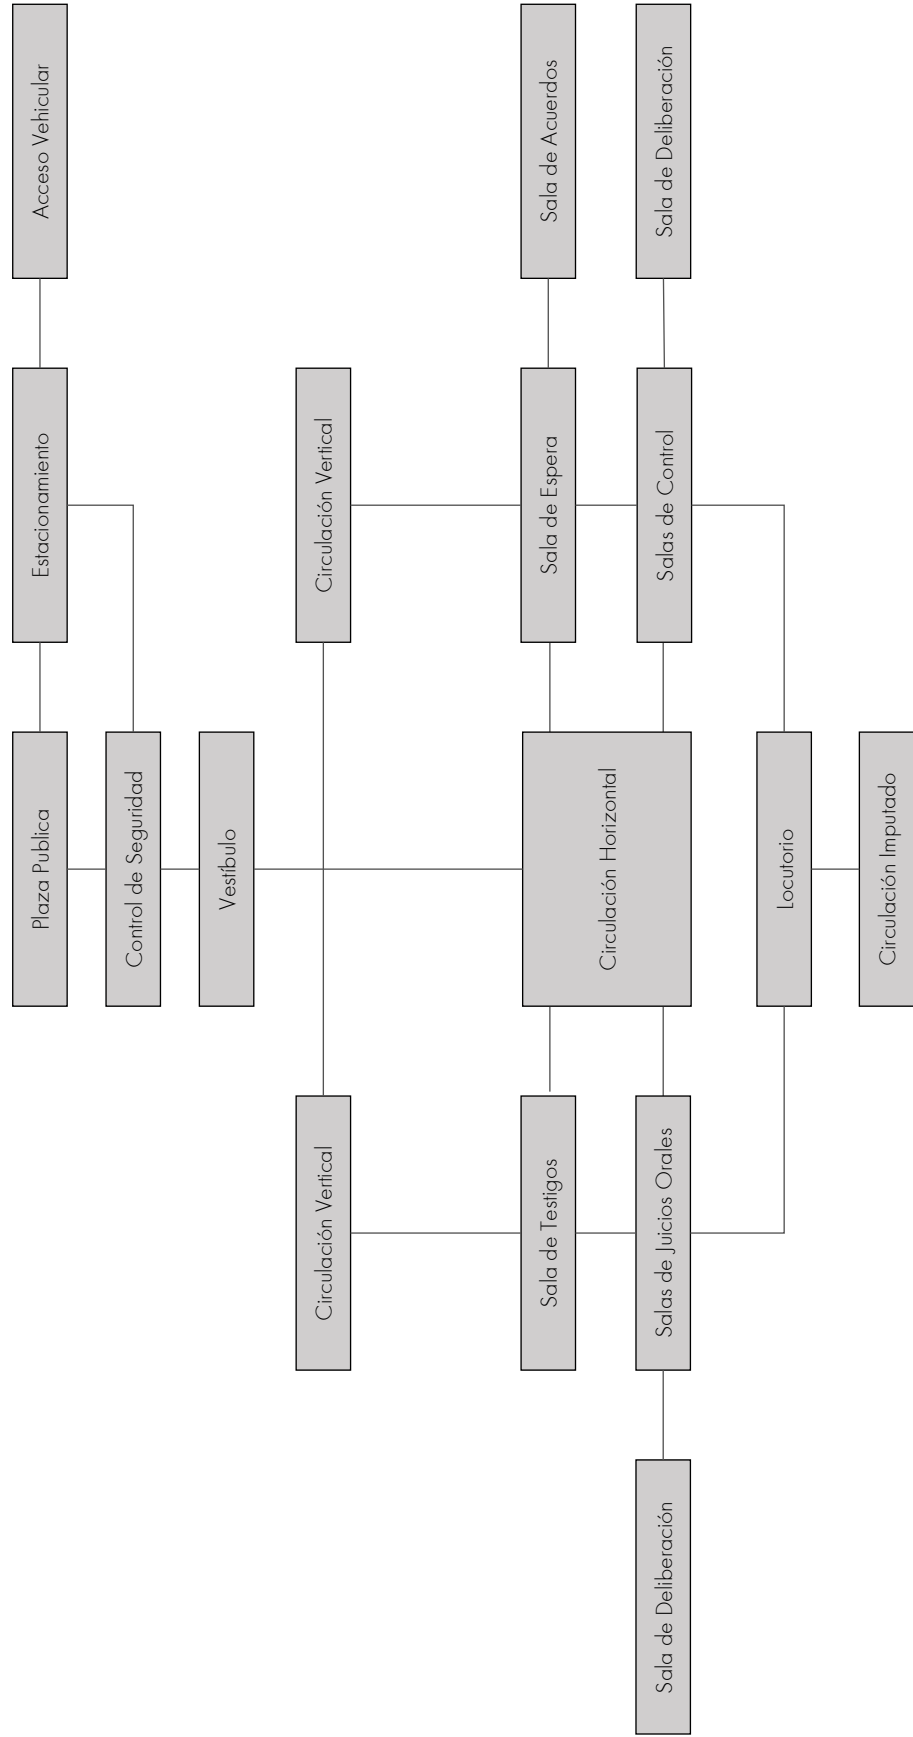 Plaza Publica
Estacionamiento
Acceso Vehicular
Control de Seguridad
Vestíbulo
Circulación Vertical
Circulación Vertical
Sala de Testigos
Sala de Espera
Sala de Acuerdos
Circulación Horizontal
Sala de Deliberación
Salas de Juicios Orales
Salas de Control
Sala de Deliberación
Locutorio
Circulación Imputado